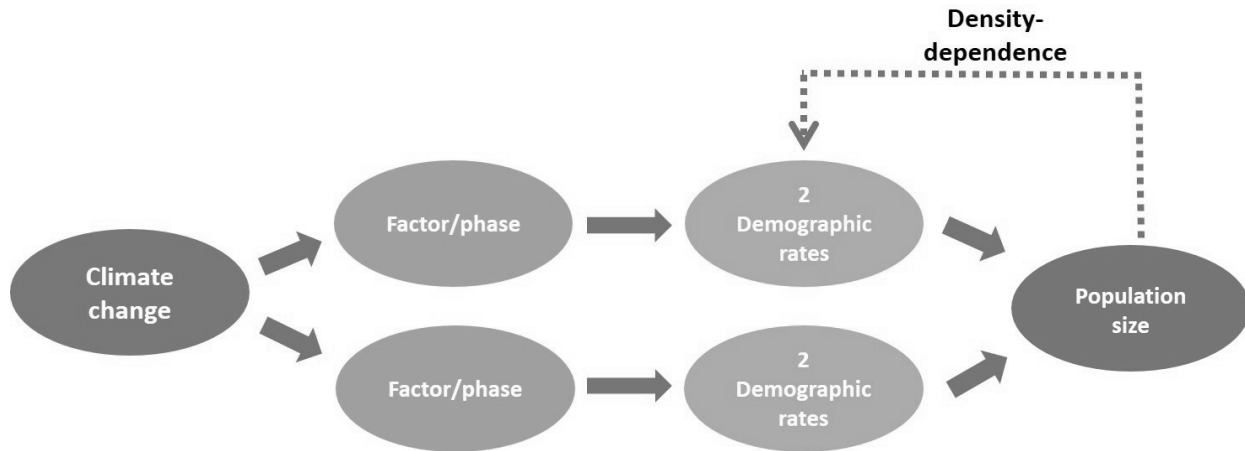 Density-
dependence
Factor/phase
2
Demographic
rates
Climate
change
Population
size
Factor/phase
2
Demographic
rates